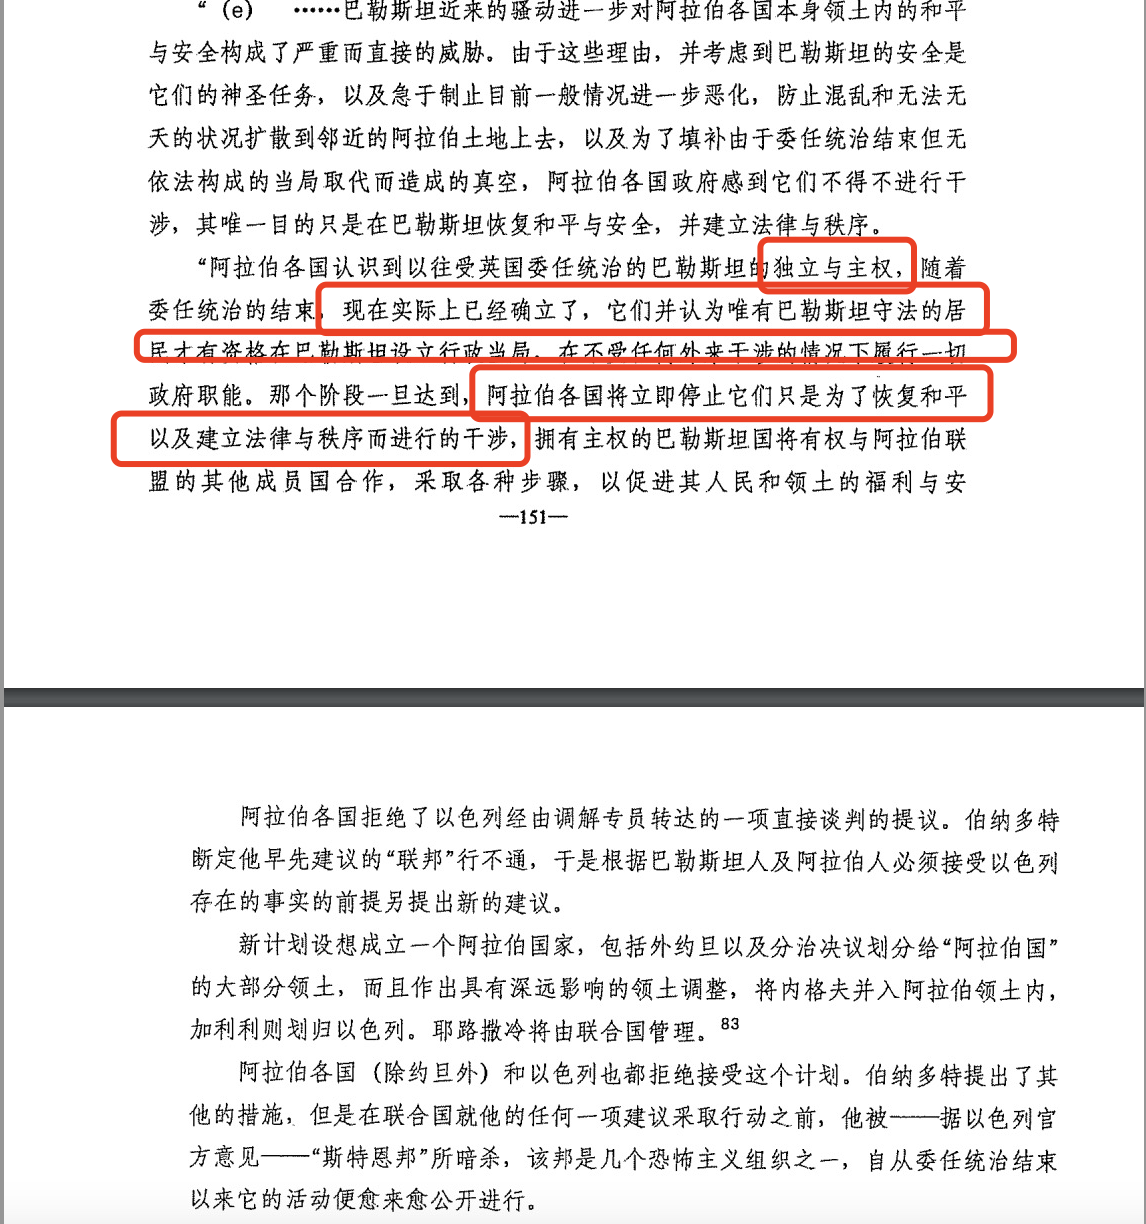 “(e) ……巴勒斯坦近来的骚动进一步对阿拉伯各国本身领土内的和平
与安全构成了严重而直接的威胁。由于这些理由，并考虑到巴勒斯坦的安全是
它们的神圣任务，以及急于制止目前一般情况进一步恶化，防止混乱和无法无
天的状况扩散到邻近的阿拉伯土地上去，以及为了填补由于委任统治结束但无
依法构成的当局取代而造成的真空，阿拉伯各国政府感到它们不得不进行干
涉，其唯一目的只是在巴勒斯坦恢复和平与安全，并建立法律与秩序。
“阿拉伯各国认识到以往受英国委任统治的巴勒斯坦的独立与主权，随着
委任统治的结束，现在实际上已经确立了，它们并认为唯有巴勒斯坦守法的居
民才有资格在巴勒斯坦设立行政当局，在不受任何外来干涉的情况下履行一切
政府职能。那个阶段一旦达到，阿拉伯各国将立即停止它们只是为了恢复和平
以及建立法律与秩序而进行的干涉，拥有主权的巴勒斯坦国将有权与阿拉伯联
盟的其他成员国合作，采取各种步骤，以促进其人民和领土的福利与安
—151—
阿拉伯各国拒绝了以色列经由调解专员转达的一项直接谈判的提议。伯纳多特
断定他早先建议的“联邦”行不通，于是根据巴勒斯坦人及阿拉伯人必须接受以色列
存在的事实的前提另提出新的建议。
新计划设想成立一个阿拉伯国家，包括外约旦以及分治决议划分给“阿拉伯国”
的大部分领土，而且作出具有深远影响的领土调整，将内格夫并入阿拉伯领土内，
加利利则划归以色列。耶路撒冷将由联合国管理。83
阿拉伯各国（除约旦外）和以色列也都拒绝接受这个计划。伯纳多特提出了其
他的措施，但是在联合国就他的任何一项建议采取行动之前，他被——据以色列官
方意见——“斯特恩邦”所暗杀，该邦是几个恐怖主义组织之一，自从委任统治结束
以来它的活动便愈来愈公开进行。